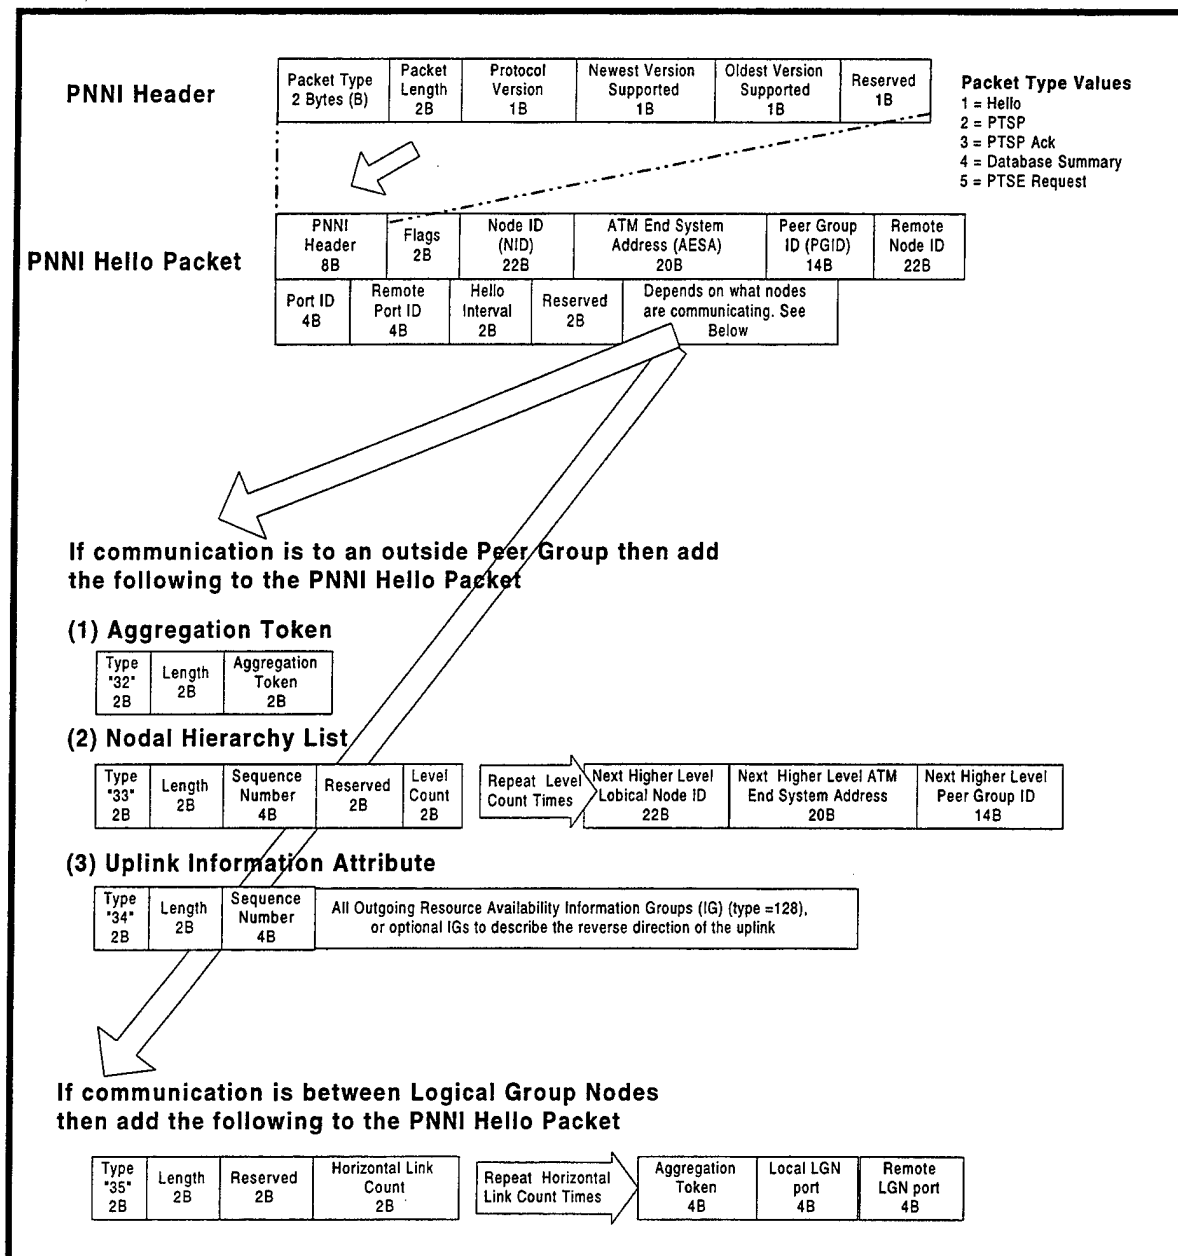 PNNI Header
Packet Type
2 Bytes (B)
Packet
Length
2B
Protocol
Version
1B
Newest Version
Supported
1B
Oldest Version
Supported
1B
Reserved
1B
Packet Type Values
1 = Hello
2 = PTSP
3 = PTSP Ack
4 = Database Summary
5 = PTSE Request
PNNI Hello Packet
PNNI
Header
8B
Flags
2B
Node ID
(NID)
22B
ATM End System
Address (AESA)
20B
Peer Group
ID (PGID)
14B
Remote
Node ID
22B
Port ID
4B
Remote
Port ID
4B
Hello
Interval
2B
Reserved
2B
Depends on what nodes
are communicating. See
Below
If communication is to an outside Peer Group then add
the following to the PNNI Hello Packet
(1) Aggregation Token
Type
"32"
2B
Length
2B
Aggregation
Token
2B
(2) Nodal Hierarchy List
Type
"33"
2B
Length
2B
Sequence
Number
4B
Reserved
2B
Level
Count
2B
Repeat Level
Count Times
Next Higher Level
Lobical Node ID
22B
Next Higher Level ATM
End System Address
20B
Next Higher Level
Peer Group ID
14B
(3) Uplink Information Attribute
Type
"34"
2B
Length
2B
Sequence
Number
4B
All Outgoing Resource Availability Information Groups (IG) (type =128),
or optional IGs to describe the reverse direction of the uplink
If communication is between Logical Group Nodes
then add the following to the PNNI Hello Packet
Type
"35"
2B
Length
2B
Reserved
2B
Horizontal Link
Count
2B
Repeat Horizontal
Link Count Times
Aggregation
Token
4B
Local LGN
port
4B
Remote
LGN port
4B